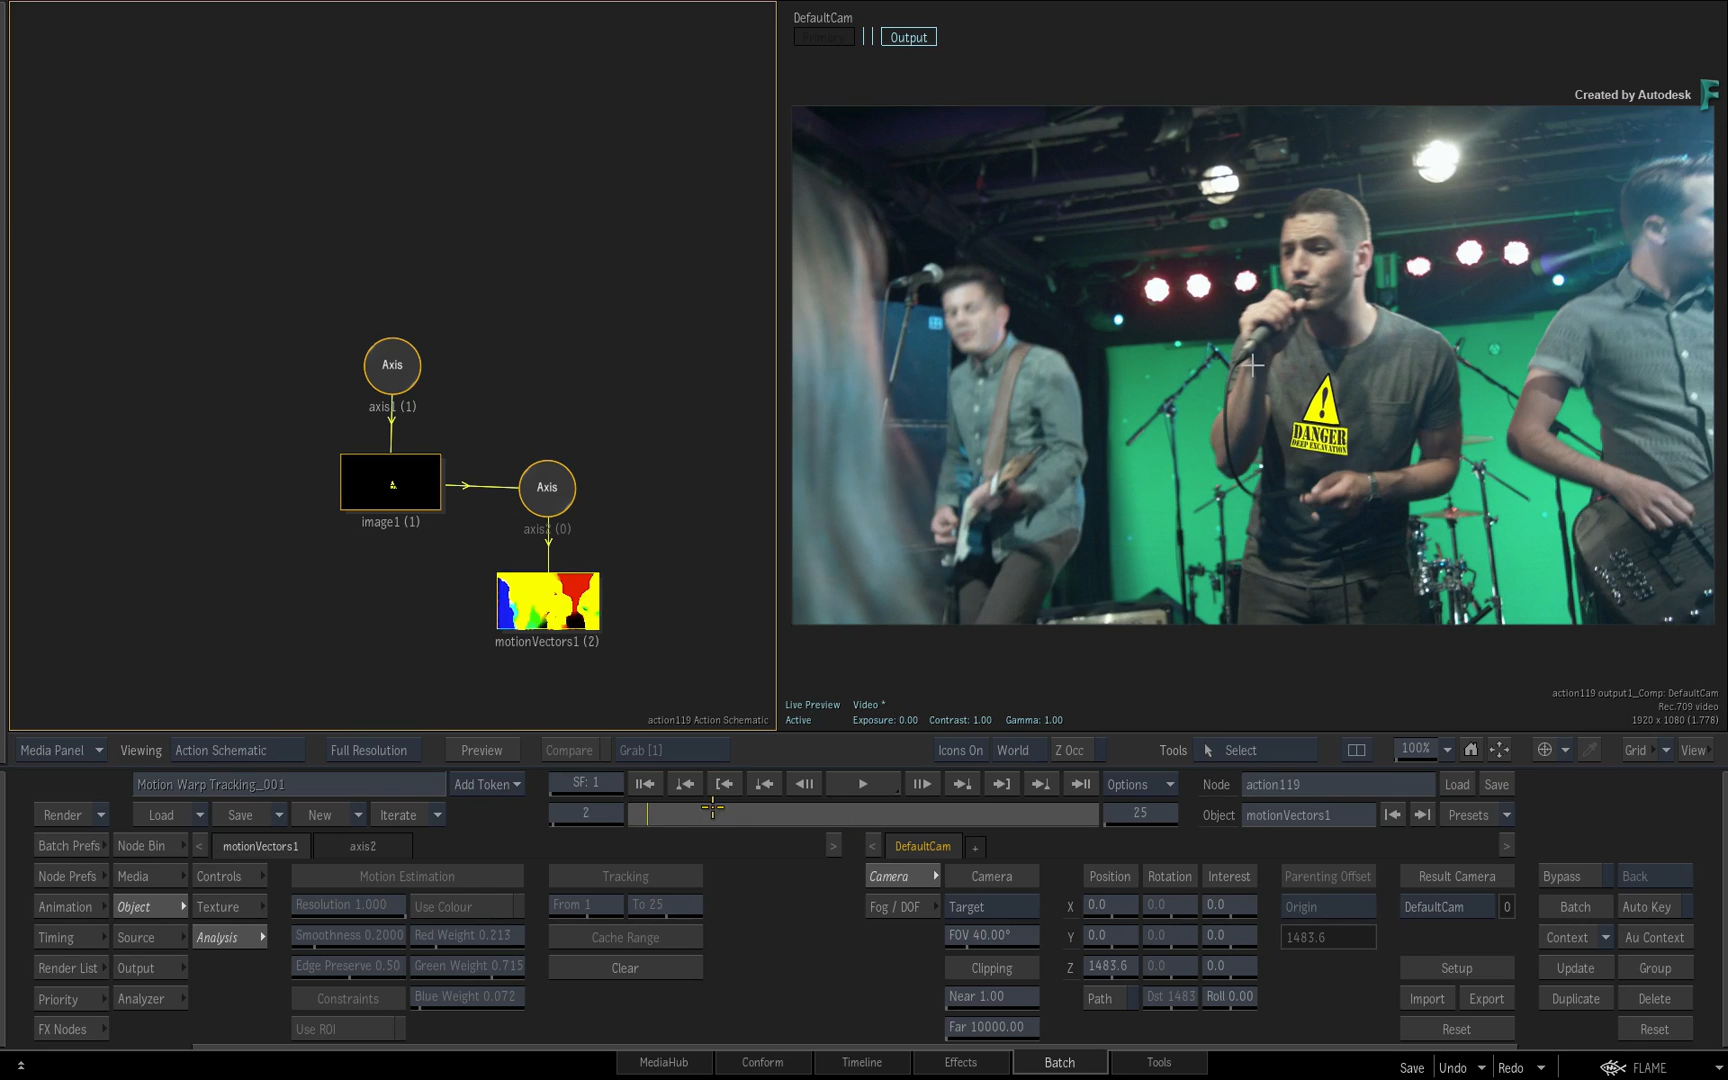 DefaultCam
Primary Output
Created by Autodesk
Axis
axis1 (1)
image1 (1)
Axis
axis2 (0)
motionVectors1 (2)
DANGER
DEEP EXCAVATION
action119 Action Schematic
Live Preview Video *
Active Exposure: 0.00 Contrast: 1.00 Gamma: 1.00
action119 output1_Comp: DefaultCam
Rec.709 video
1920 x 1080 (1.778)
Media Panel Viewing Action Schematic Full Resolution Preview Compare Grab [1] Icons On World Z Occ Tools Select 100% Grid View
Motion Warp Tracking_001 Add Token SF: 1 Options Node action119 Load Save
Render Load Save New Iterate 2 25 Object motionVectors1 Presets
Batch Prefs Node Bin < motionVectors1 axis2 > < DefaultCam + >
Node Prefs Media Controls Motion Estimation Tracking Camera Camera Position Rotation Interest Parenting Offset Result Camera Bypass Back
Animation Object Texture Resolution 1.000 Use Colour From 1 To 25 Fog / DOF Target X 0.0 0.0 0.0 Origin DefaultCam 0 Batch Auto Key
Timing Source Analysis Smoothness 0.2000 Red Weight 0.213 Cache Range FOV 40.00° Y 0.0 0.0 0.0 1483.6 Context Au Context
Render List Output Edge Preserve 0.50 Green Weight 0.715 Clear Clipping Z 1483.6 0.0 0.0 Setup Update Group
Priority Analyzer Constraints Blue Weight 0.072 Near 1.00 Path Dst 1483 Roll 0.00 Import Export Duplicate Delete
FX Nodes Use ROI Far 10000.00 Reset Reset
MediaHub Conform Timeline Effects Batch Tools Save Undo Redo FLAME